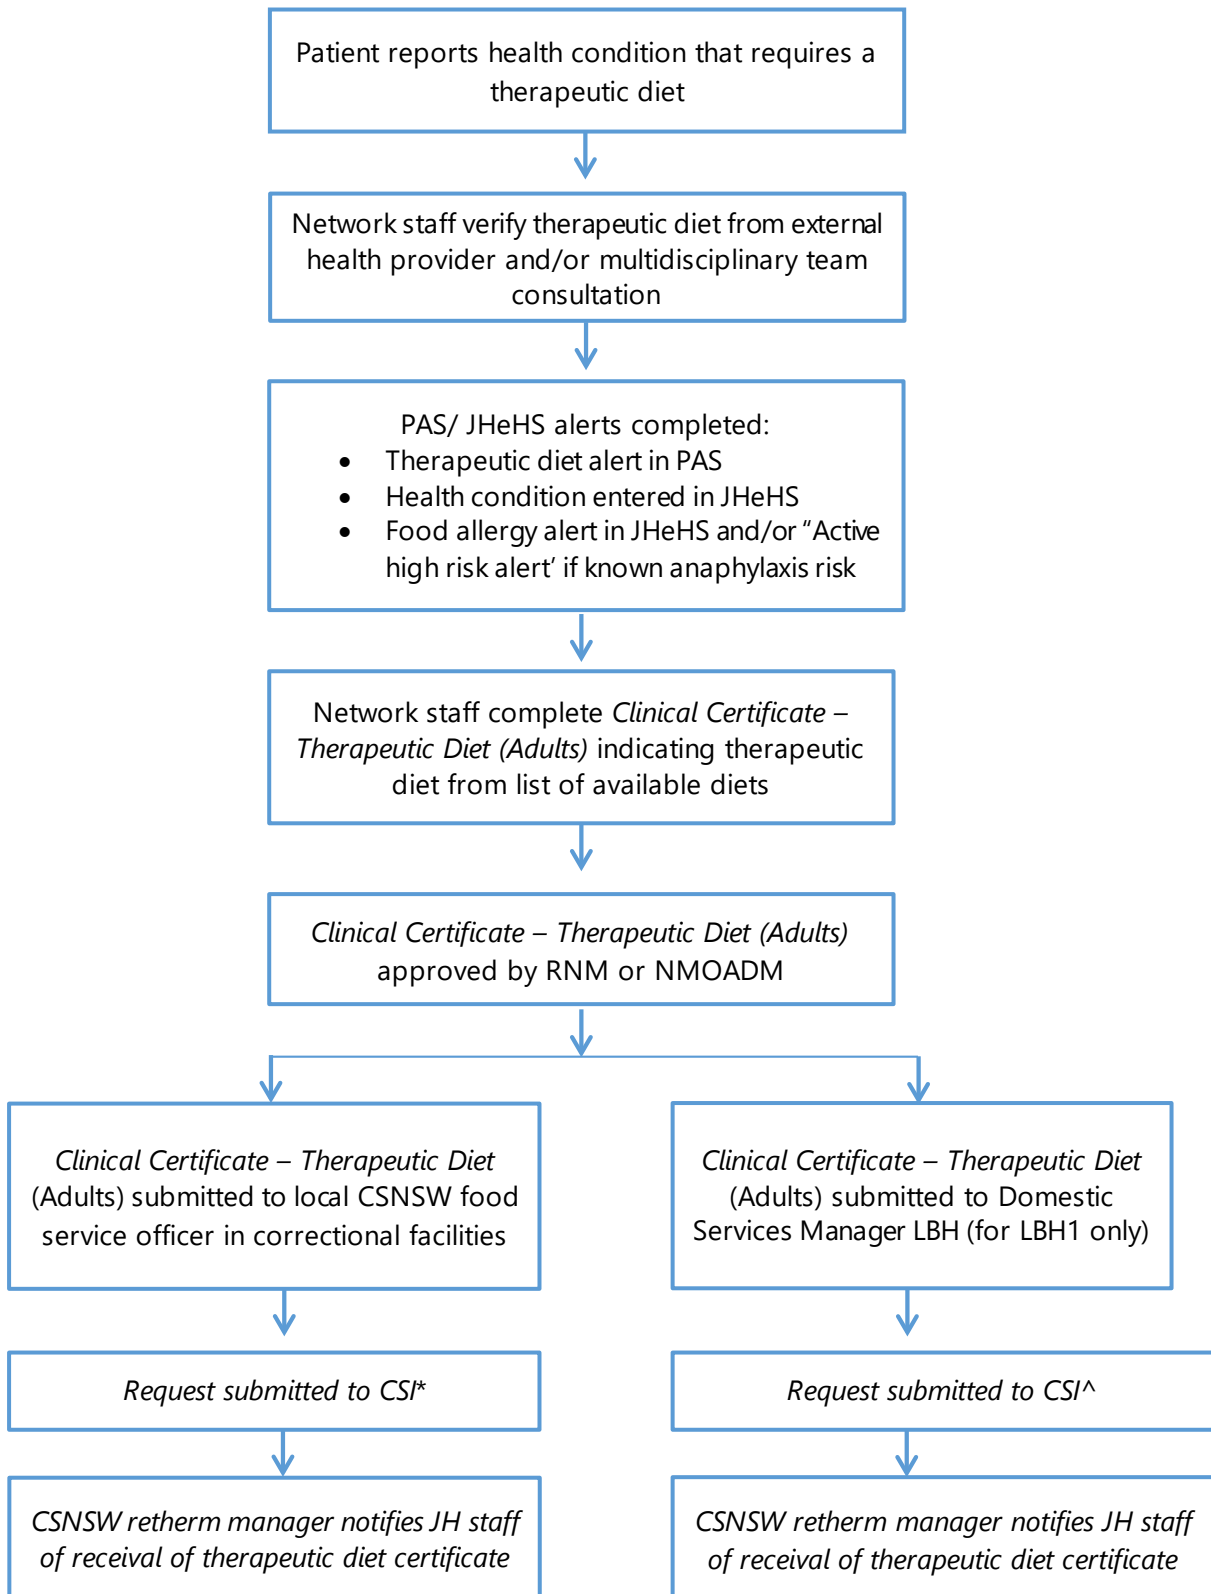 Patient reports health condition that requires a
therapeutic diet
Network staff verify therapeutic diet from external
health provider and/or multidisciplinary team
consultation
PAS/ JHeHS alerts completed:
• Therapeutic diet alert in PAS
• Health condition entered in JHeHS
• Food allergy alert in JHeHS and/or “Active
high risk alert’ if known anaphylaxis risk
Network staff complete Clinical Certificate –
Therapeutic Diet (Adults) indicating therapeutic
diet from list of available diets
Clinical Certificate – Therapeutic Diet (Adults)
approved by RNM or NMOADM
Clinical Certificate – Therapeutic Diet
(Adults) submitted to local CSNSW food
service officer in correctional facilities
Clinical Certificate – Therapeutic Diet
(Adults) submitted to Domestic
Services Manager LBH (for LBH1 only)
Request submitted to CSI*
Request submitted to CSI^
CSNSW retherm manager notifies JH staff
of receival of therapeutic diet certificate
CSNSW retherm manager notifies JH staff
of receival of therapeutic diet certificate